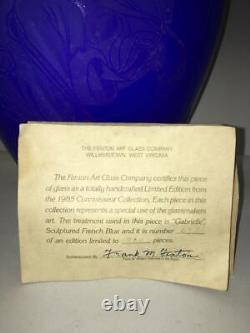 THE FENTON ART GLASS COMPANY
WILLIAMSTOWN, WEST VIRGINIA
The Fenton Art Glass Company certifies that this piece
of glass is a totally handcrafted Limited Edition from
the 1985 Connoisseur Collection. Each piece in this
collection represents a special use of the glassmakers
art. The treatment used in this piece is "Gabrielle",
Sculptured French Blue and it is number
of an edition limited to pieces.
Frank M. Fenton